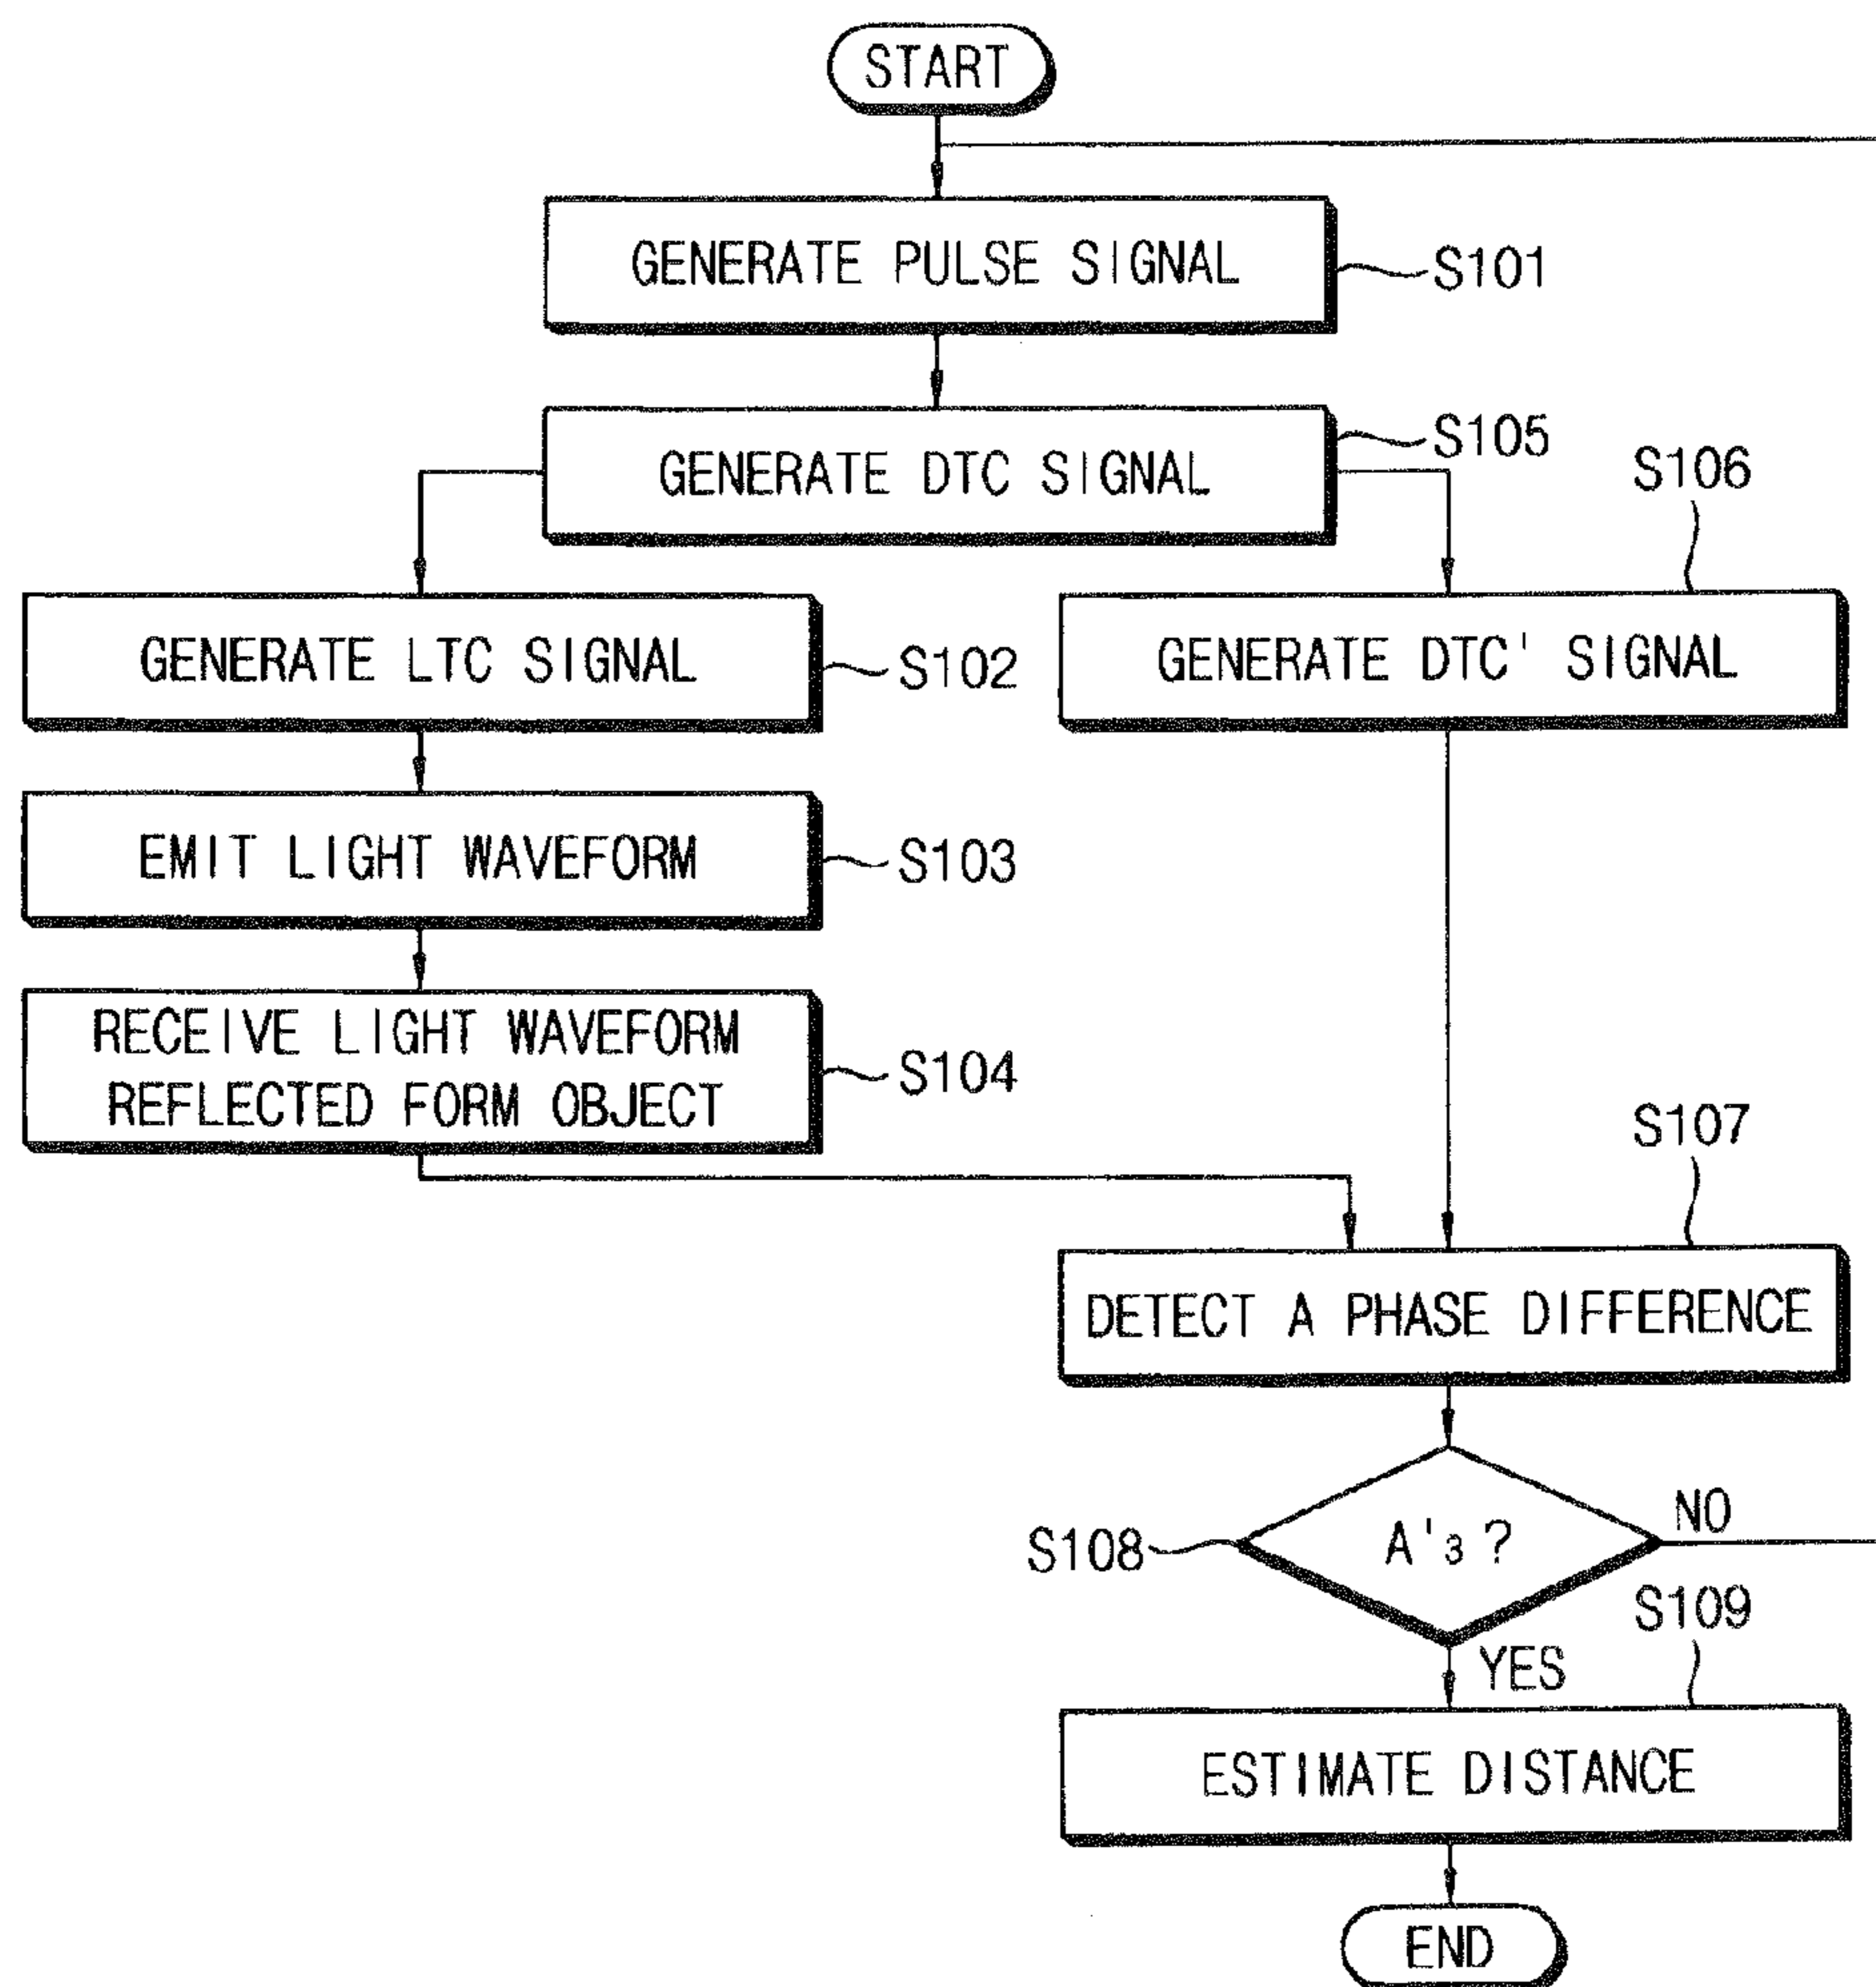 START
GENERATE PULSE SIGNAL
S101
GENERATE DTC SIGNAL
S105
S106
GENERATE LTC SIGNAL
S102
GENERATE DTC' SIGNAL
EMIT LIGHT WAVEFORM
S103
RECEIVE LIGHT WAVEFORM
REFLECTED FORM OBJECT
S104
S107
DETECT A PHASE DIFFERENCE
S108
A'3 ?
NO
YES
S109
ESTIMATE DISTANCE
END